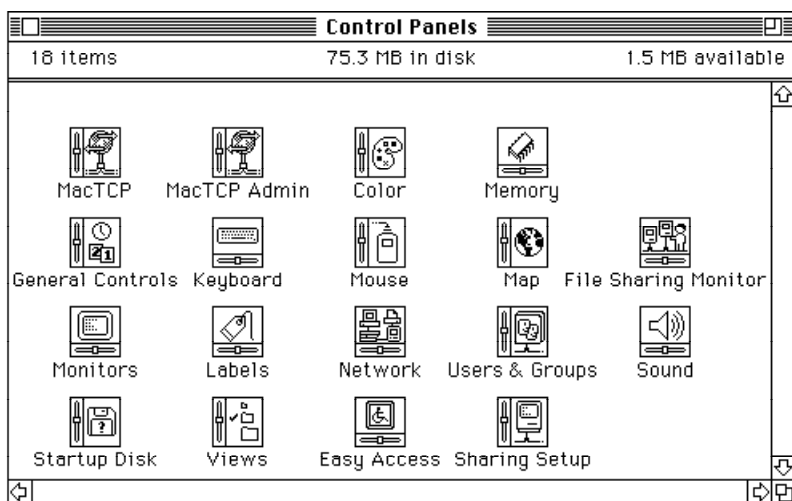 Control Panels
18 items 75.3 MB in disk 1.5 MB available
MacTCP MacTCP Admin Color Memory
General Controls Keyboard Mouse Map File Sharing Monitor
Monitors Labels Network Users & Groups Sound
Startup Disk Views Easy Access Sharing Setup